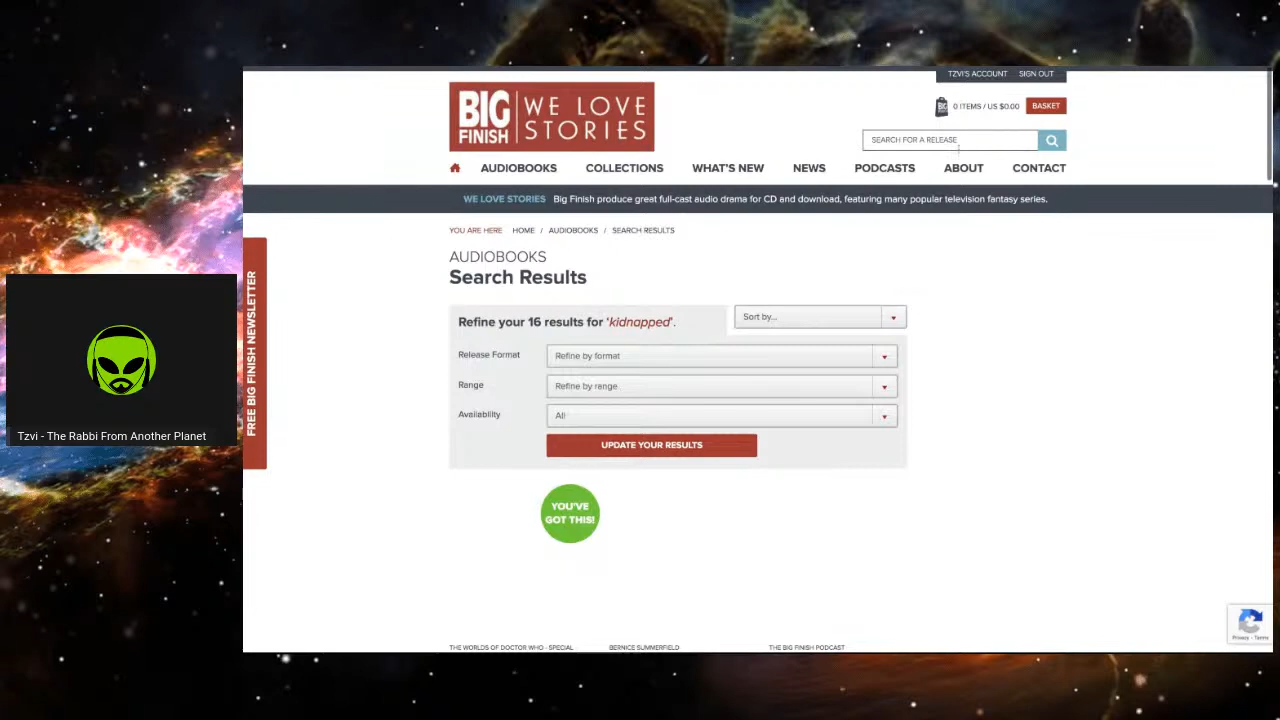 TZVI'S ACCOUNT SIGN OUT
BIG FINISH WE LOVE STORIES
0 ITEMS / US $0.00 BASKET
SEARCH FOR A RELEASE
AUDIOBOOKS COLLECTIONS WHAT'S NEW NEWS PODCASTS ABOUT CONTACT
WE LOVE STORIES Big Finish produce great full-cast audio drama for CD and download, featuring many popular television fantasy series.
YOU ARE HERE HOME / AUDIOBOOKS / SEARCH RESULTS
AUDIOBOOKS
Search Results
Refine your 16 results for 'kidnapped'.
Sort by...
Release Format Refine by format
Range Refine by range
Availability All
UPDATE YOUR RESULTS
FREE BIG FINISH NEWSLETTER
Tzvi - The Rabbi From Another Planet
YOU'VE
GOT THIS!
Privacy - Terms
THE WORLDS OF DOCTOR WHO - SPECIAL BERNICE SUMMERFIELD THE BIG FINISH PODCAST